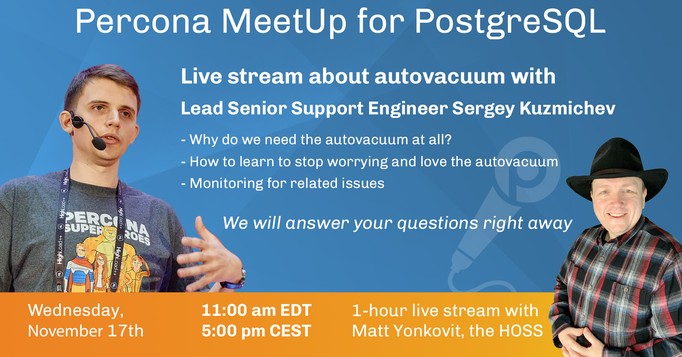 Percona MeetUp for PostgreSQL
Live stream about autovacuum with
Lead Senior Support Engineer Sergey Kuzmichev
- Why do we need the autovacuum at all?
- How to learn to stop worrying and love the autovacuum
- Monitoring for related issues
We will answer your questions right away
PERCONA
HighLoad++
Wednesday,
November 17th
11:00 am EDT
5:00 pm CEST
1-hour live stream with
Matt Yonkovit, the HOSS